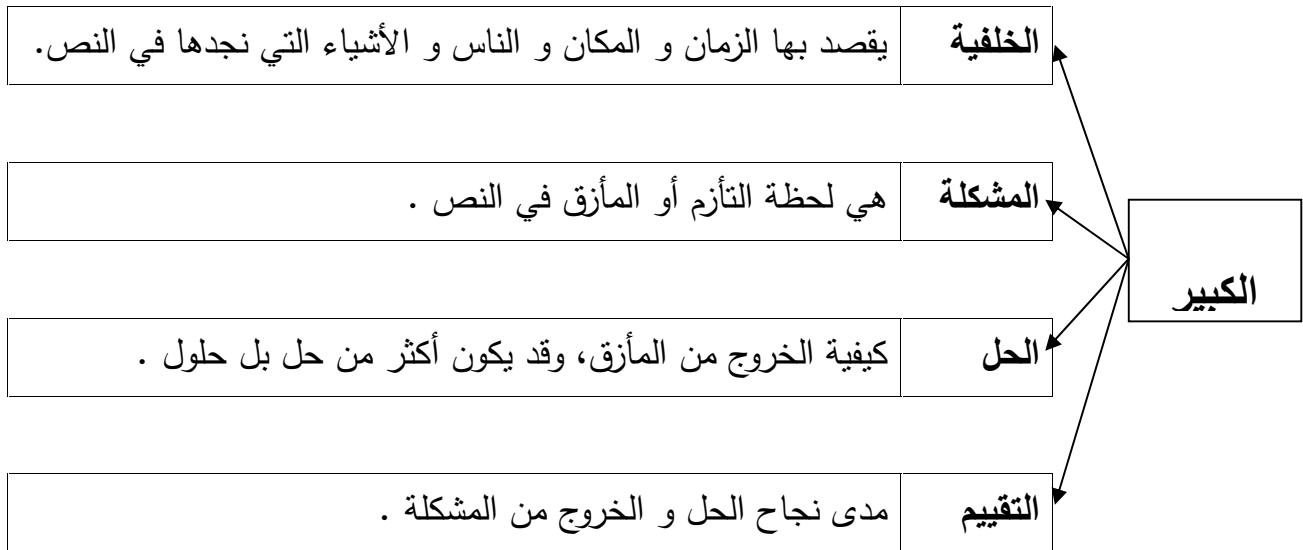 الخلفية يقصد بها الزمان و المكان و الناس و الأشياء التي نجدها في النص.
المشكلة هي لحظة التأزم أو المأزق في النص .
الكبير
الحل كيفية الخروج من المأزق، وقد يكون أكثر من حل بل حلول .
التقييم مدى نجاح الحل و الخروج من المشكلة .